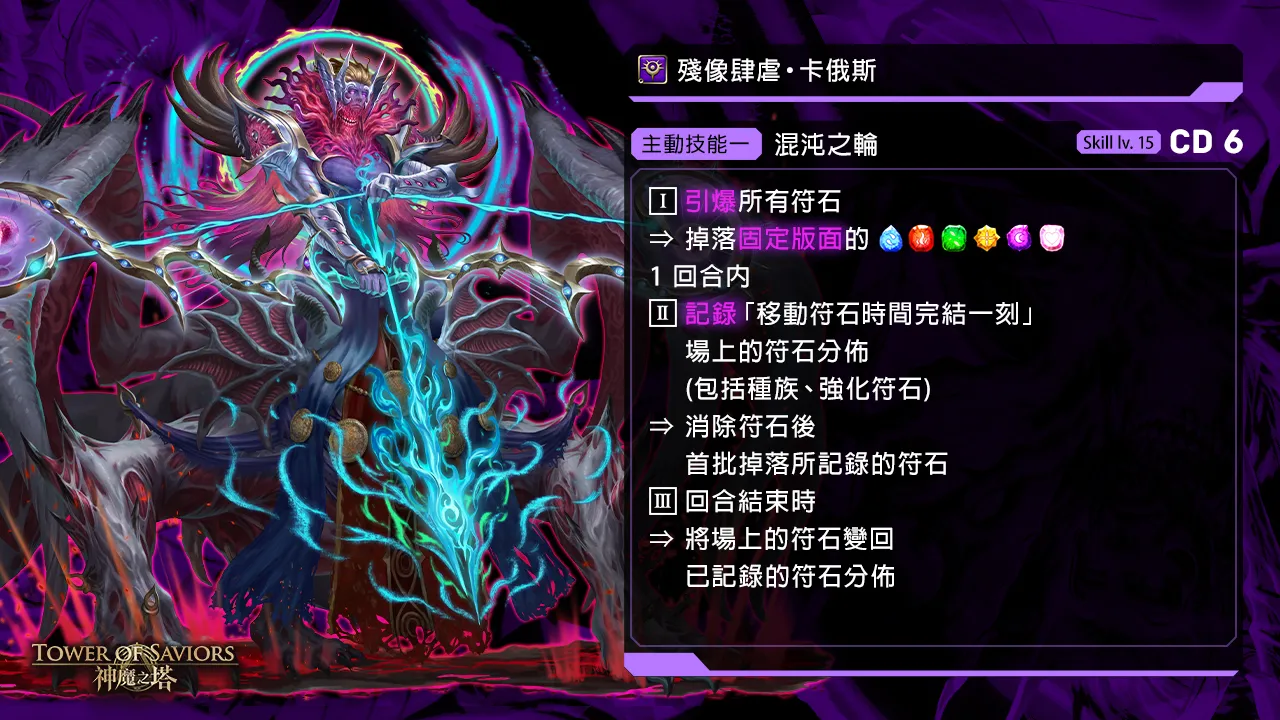 殘像肆虐・卡俄斯
主動技能一 混沌之輪 Skill lv. 15 CD 6
I 引爆所有符石
⇒ 掉落固定版面的
1 回合內
II 記錄「移動符石時間完結一刻」
場上的符石分佈
(包括種族、強化符石)
⇒ 消除符石後
首批掉落所記錄的符石
III 回合結束時
⇒ 將場上的符石變回
已記錄的符石分佈
TOWER OF SAVIORS
神魔之塔